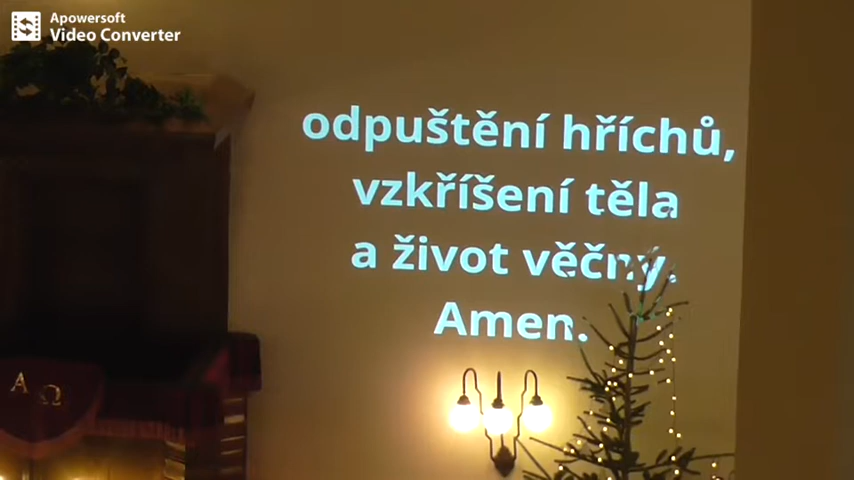 Apowersoft
Video Converter
odpuštění hříchů,
vzkříšení těla
a život věčný.
Amen.
Α Ω